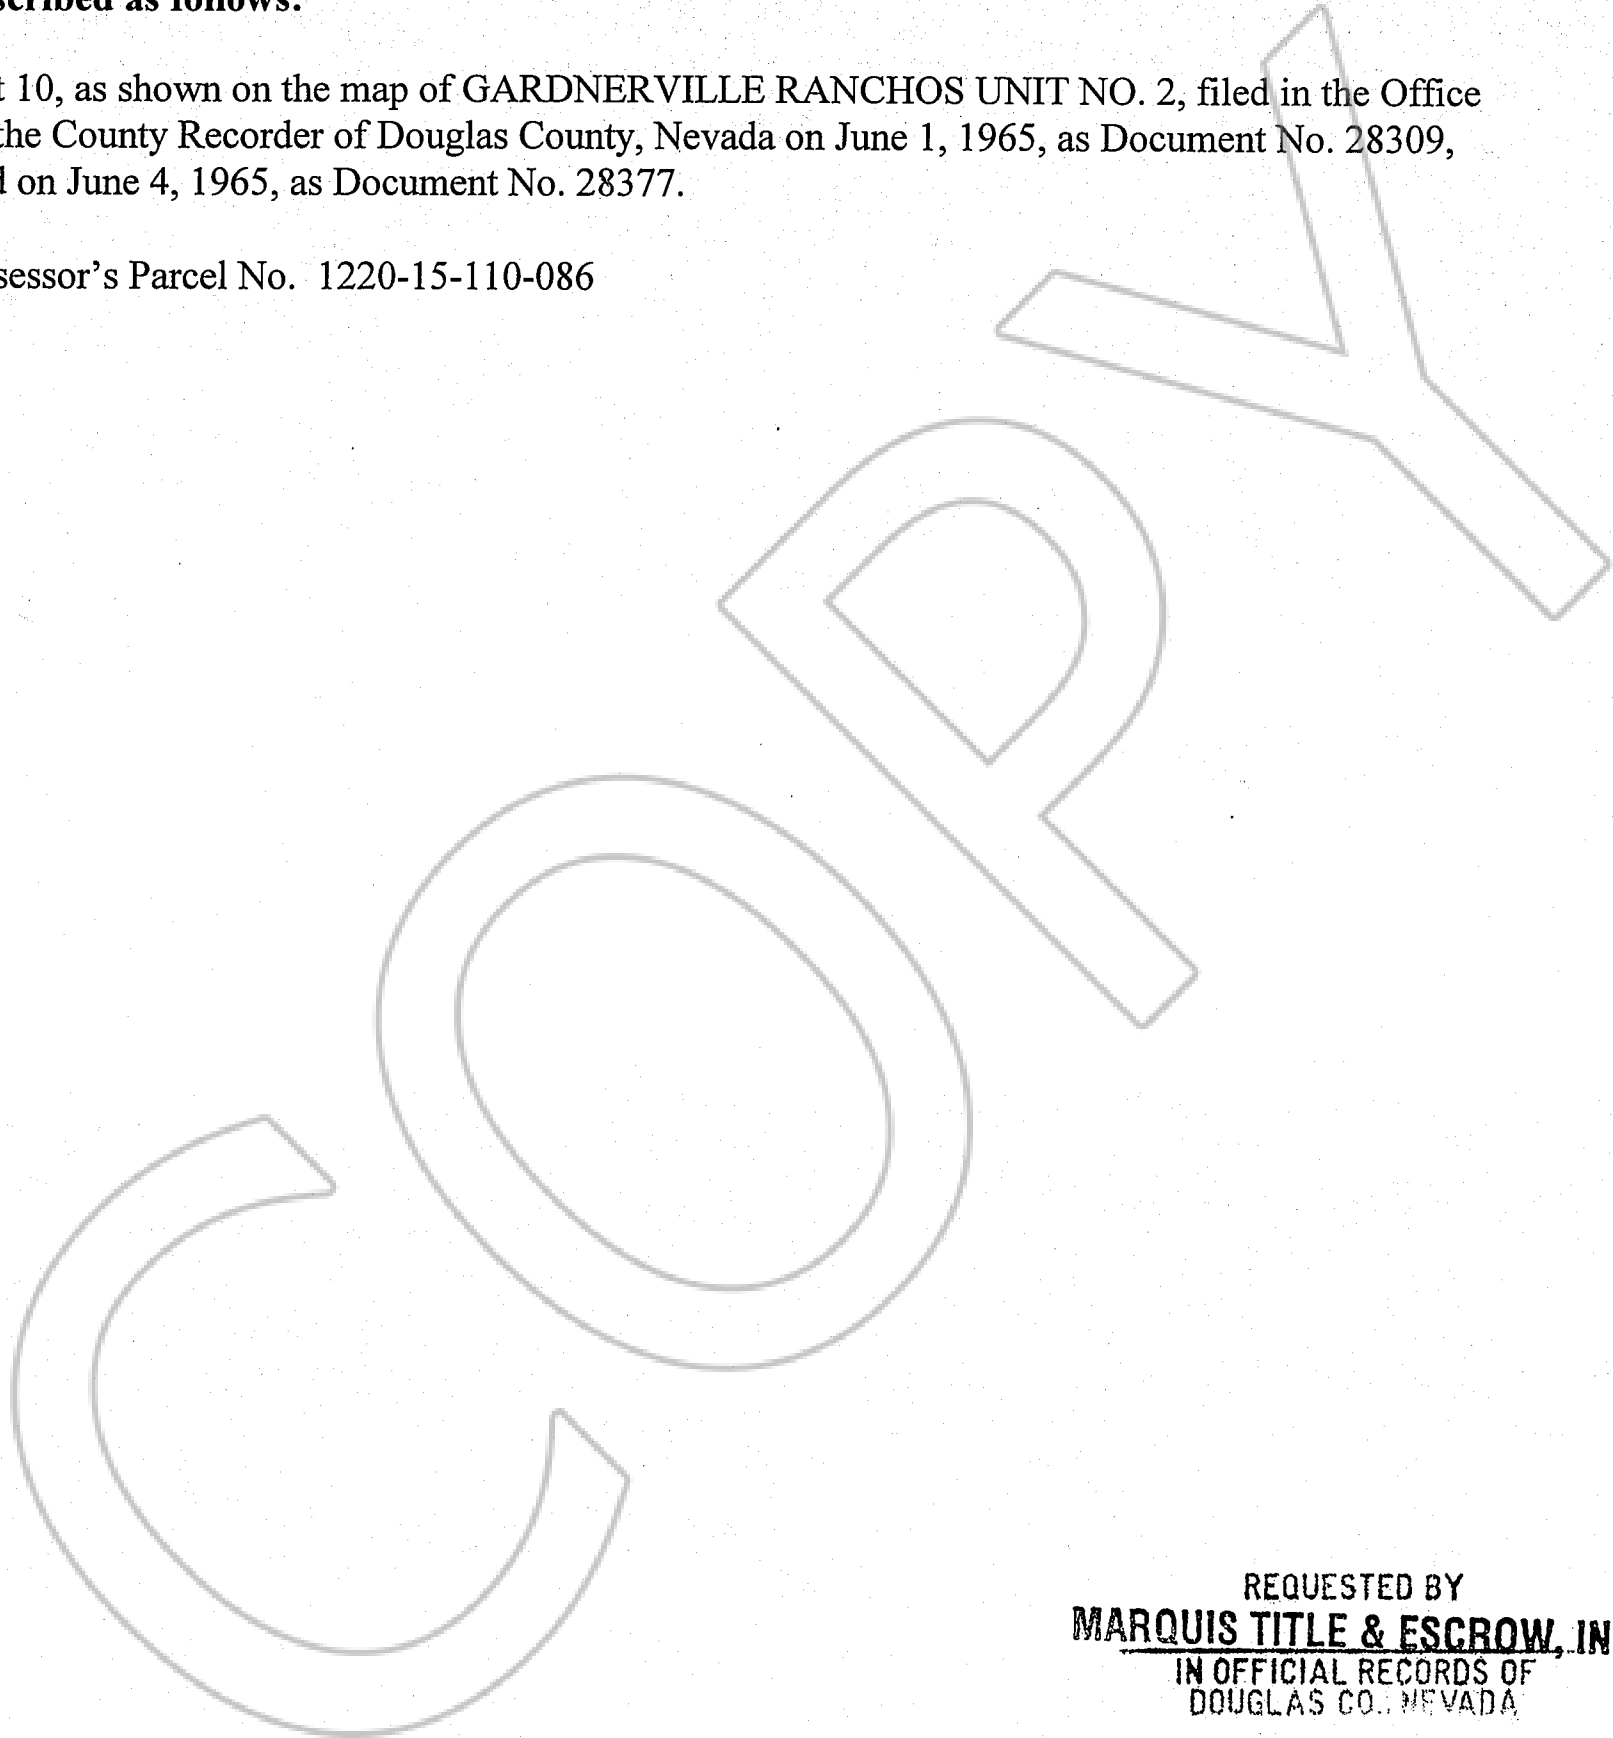 scribed as follows:
t 10, as shown on the map of GARDNERVILLE RANCHOS UNIT NO. 2, filed in the Office
the County Recorder of Douglas County, Nevada on June 1, 1965, as Document No. 28309,
d on June 4, 1965, as Document No. 28377.
sessor's Parcel No. 1220-15-110-086
COPY
REQUESTED BY
MARQUIS TITLE & ESCROW, IN
IN OFFICIAL RECORDS OF
DOUGLAS CO., NEVADA